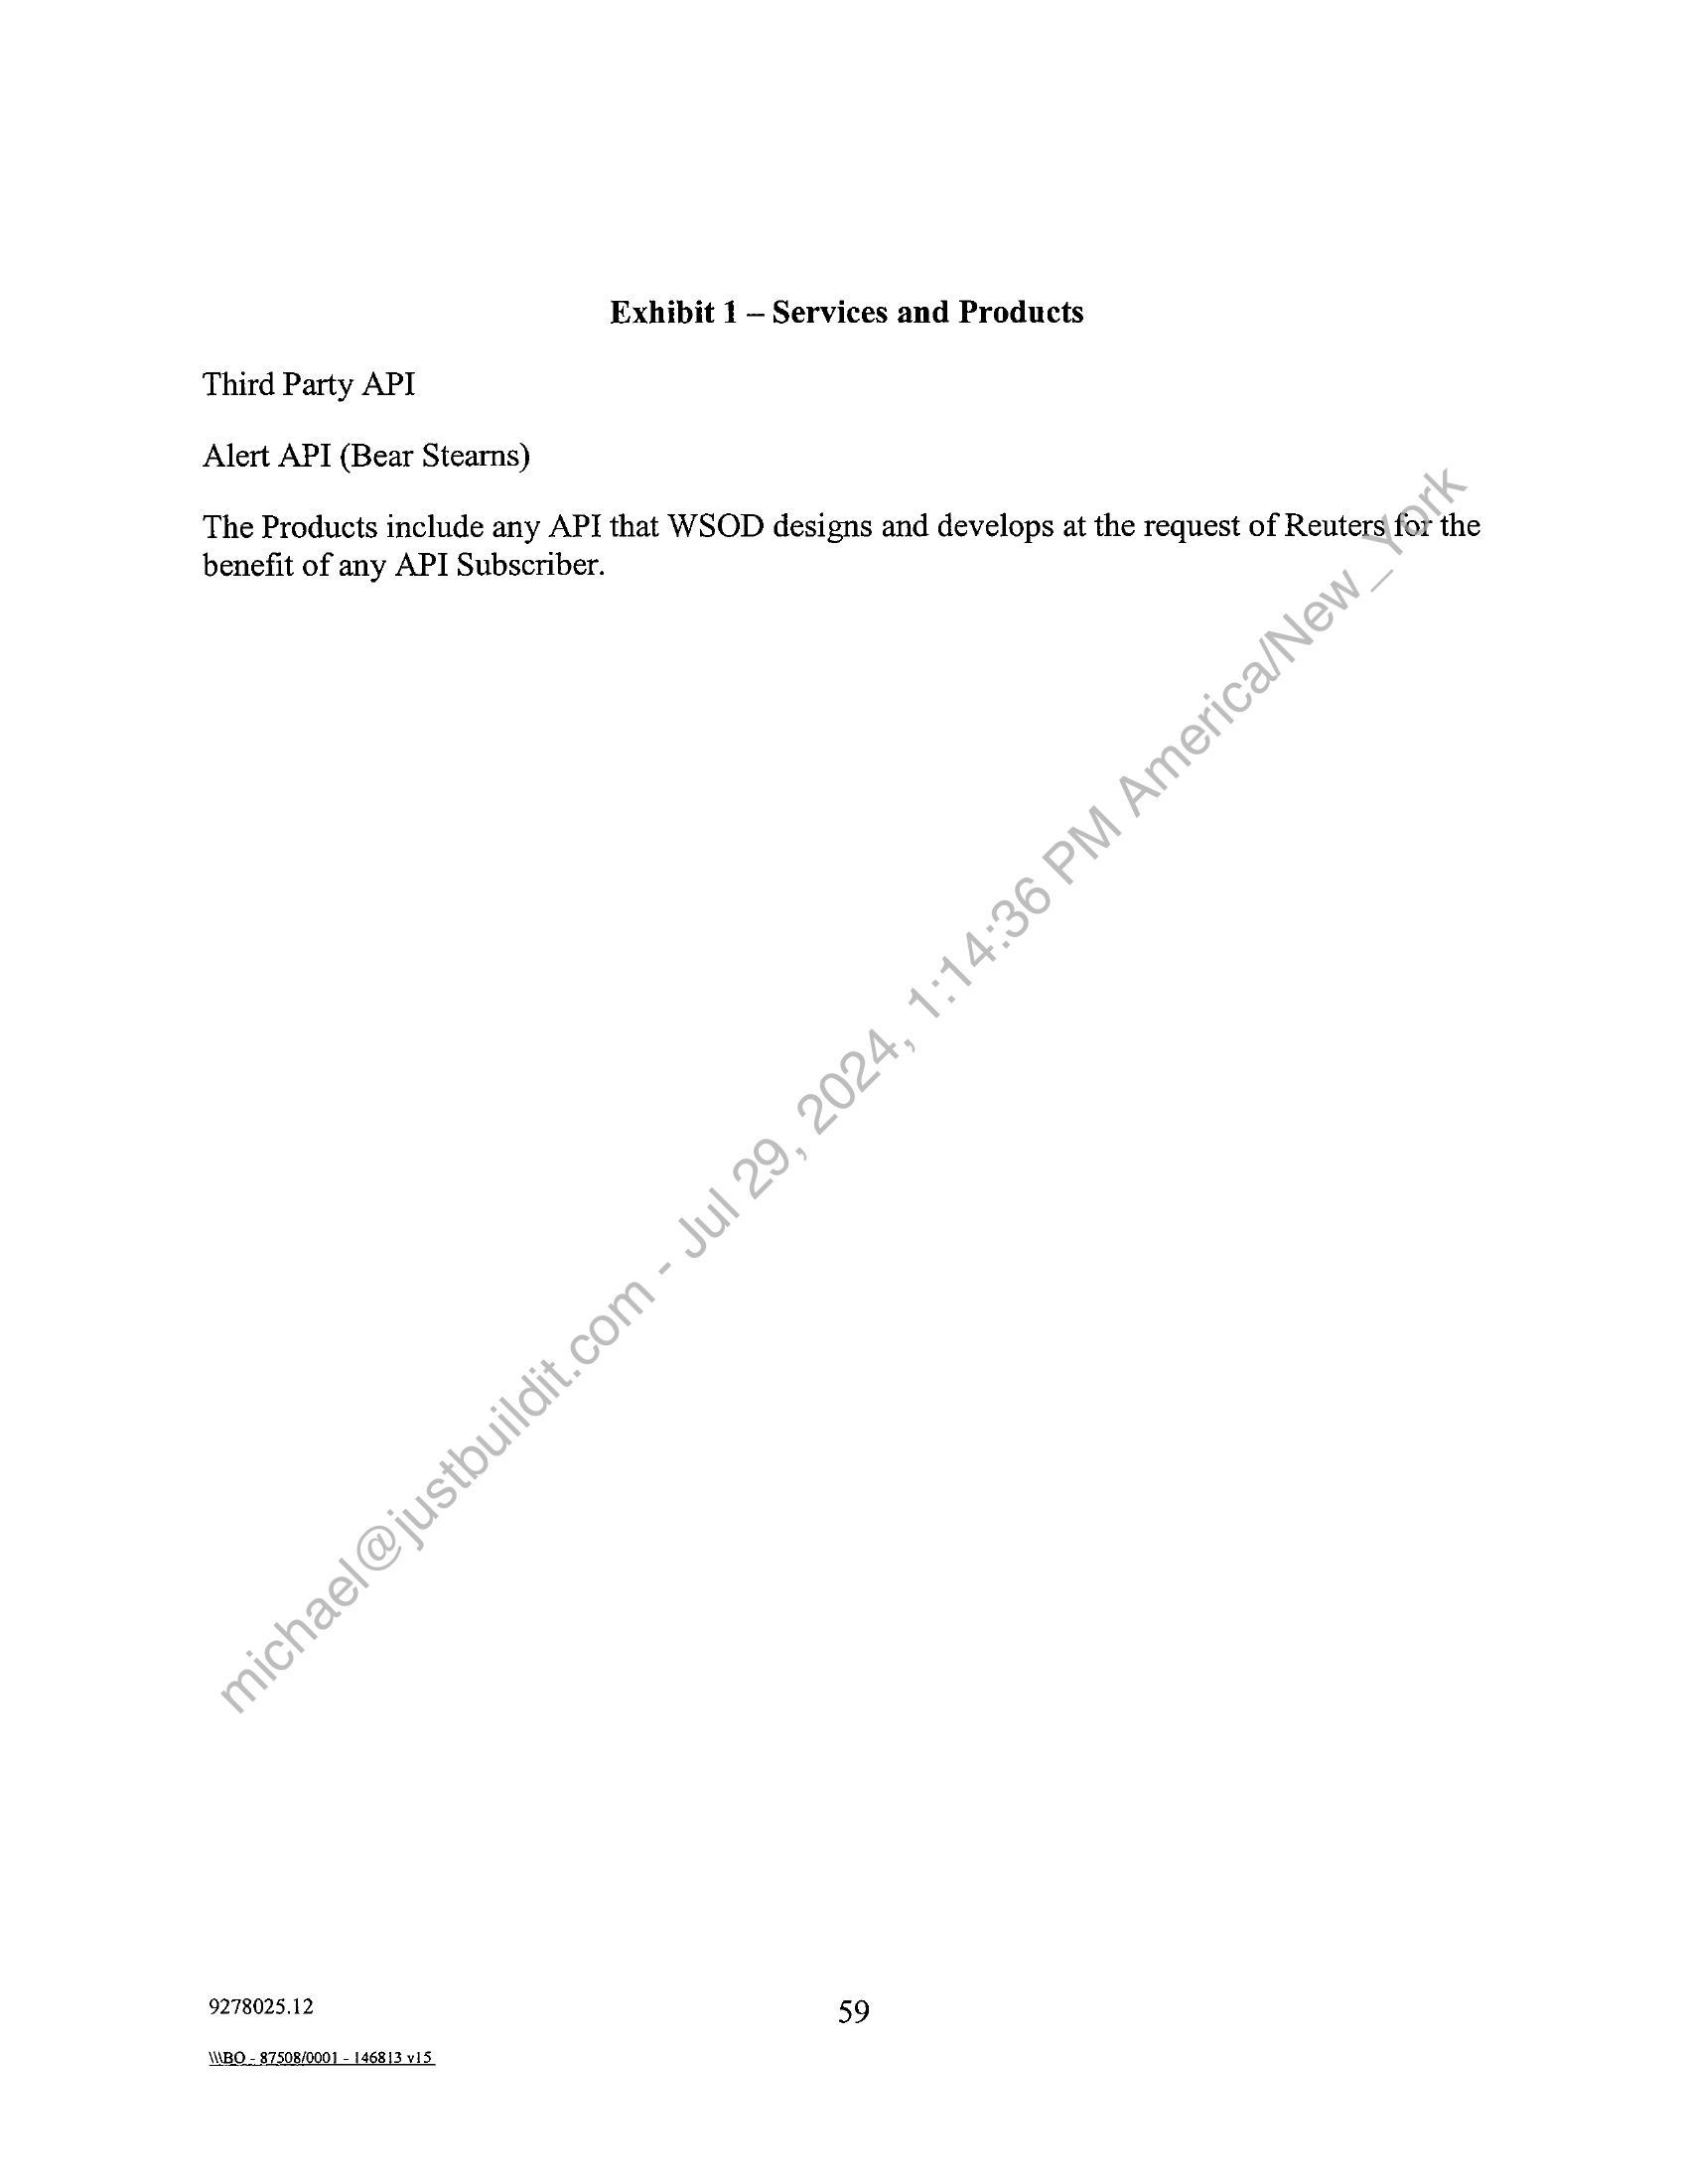 Exhibit 1 – Services and Products
Third Party API
Alert API (Bear Stearns)
The Products include any API that WSOD designs and develops at the request of Reuters for the
benefit of any API Subscriber.
michael@justbuildit.com - Jul 29, 2024, 1:14:36 PM America/New_York
9278025.12
59
\\\BO - 87508/0001 - 146813 v15